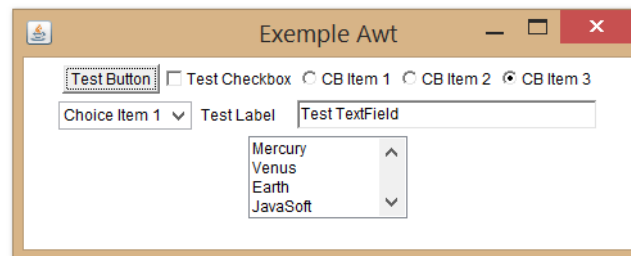 Exemple Awt
Test Button Test Checkbox CB Item 1 CB Item 2 CB Item 3
Choice Item 1 Test Label Test TextField
Mercury
Venus
Earth
JavaSoft